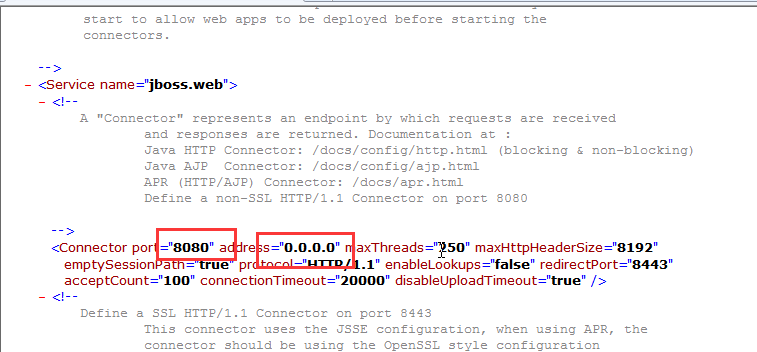 start to allow web apps to be deployed before starting the
connectors.
-->
- <Service name="jboss.web">
- <!--
A "Connector" represents an endpoint by which requests are received
and responses are returned. Documentation at :
Java HTTP Connector: /docs/config/http.html (blocking & non-blocking)
Java AJP Connector: /docs/config/ajp.html
APR (HTTP/AJP) Connector: /docs/apr.html
Define a non-SSL HTTP/1.1 Connector on port 8080
-->
<Connector port="8080" address="0.0.0.0" maxThreads="250" maxHttpHeaderSize="8192"
emptySessionPath="true" protocol="HTTP/1.1" enableLookups="false" redirectPort="8443"
acceptCount="100" connectionTimeout="20000" disableUploadTimeout="true" />
- <!--
Define a SSL HTTP/1.1 Connector on port 8443
This connector uses the JSSE configuration, when using APR, the
connector should be using the OpenSSL style configuration